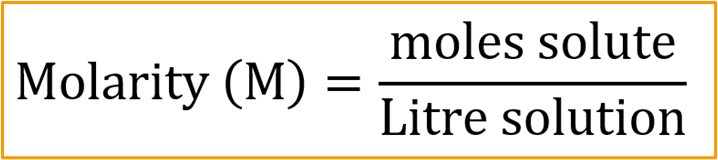 Molarity (M) = moles solute
Litre solution